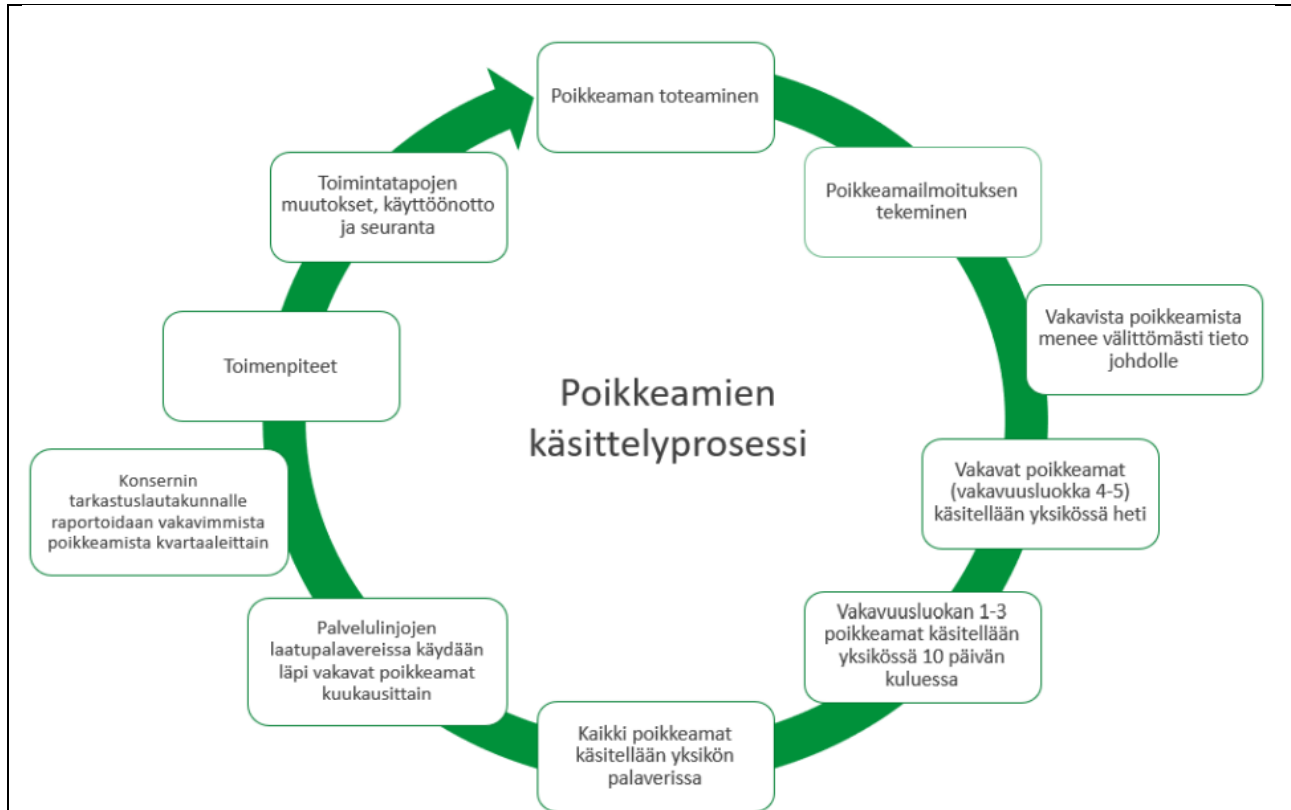 Poikkeaman toteaminen
Poikkeamailmoituksen
tekeminen
Vakavista poikkeamista
menee välittömästi tieto
johdolle
Vakavat poikkeamat
(vakavuusluokka 4-5)
käsitellään yksikössä heti
Vakavuusluokan 1-3
poikkeamat käsitellään
yksikössä 10 päivän
kuluessa
Kaikki poikkeamat
käsitellään yksikön
palaverissa
Palvelulinjojen
laatupalavereissa käydään
läpi vakavat poikkeamat
kuukausittain
Konsernin
tarkastuslautakunnalle
raportoidaan vakavimmista
poikkeamista kvartaaleittain
Toimenpiteet
Toimintatapojen
muutokset, käyttöönotto
ja seuranta
Poikkeamien
käsittelyprosessi